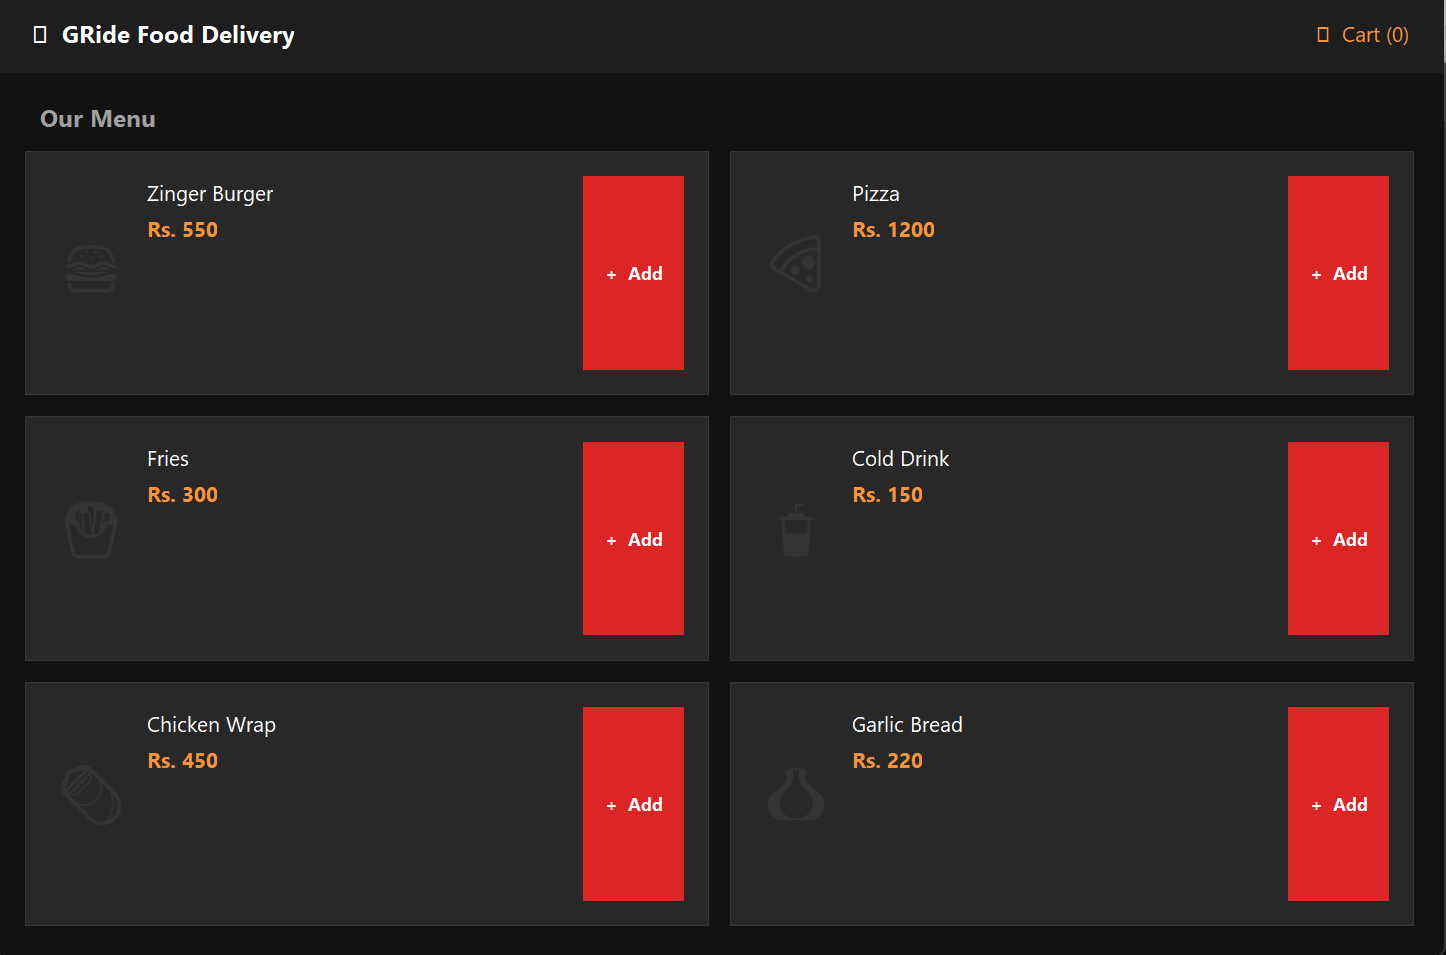 GRide Food Delivery
Cart (0)
Our Menu
Zinger Burger
Rs. 550
+ Add
Pizza
Rs. 1200
+ Add
Fries
Rs. 300
+ Add
Cold Drink
Rs. 150
+ Add
Chicken Wrap
Rs. 450
+ Add
Garlic Bread
Rs. 220
+ Add